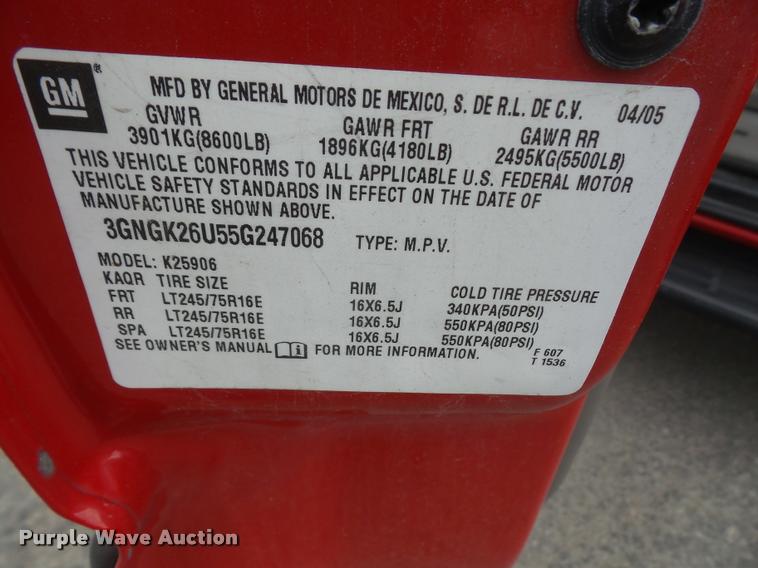 GM ®
MFD BY GENERAL MOTORS DE MEXICO, S. DE R.L. DE C.V. 04/05
GVWR GAWR FRT GAWR RR
3901KG(8600LB) 1896KG(4180LB) 2495KG(5500LB)
THIS VEHICLE CONFORMS TO ALL APPLICABLE U.S. FEDERAL MOTOR
VEHICLE SAFETY STANDARDS IN EFFECT ON THE DATE OF
MANUFACTURE SHOWN ABOVE.
3GNGK26U55G247068 TYPE: M.P.V.
MODEL: K25906
KAQR TIRE SIZE RIM COLD TIRE PRESSURE
FRT LT245/75R16E 16X6.5J 340KPA(50PSI)
RR LT245/75R16E 16X6.5J 550KPA(80PSI)
SPA LT245/75R16E 16X6.5J 550KPA(80PSI)
SEE OWNER'S MANUAL FOR MORE INFORMATION.
F 607
T 1536
Purple Wave Auction